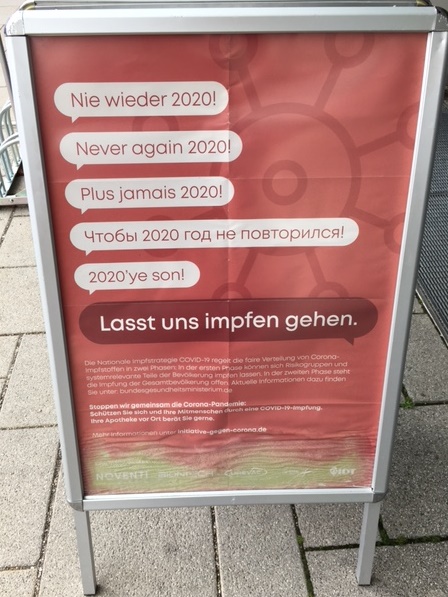 Nie wieder 2020!
Never again 2020!
Plus jamais 2020!
Чтобы 2020 год не повторился!
2020'ye son!
Lasst uns impfen gehen.
Die Nationale Impfstrategie COVID-19 regelt die faire Verteilung von Corona-
Impfstoffen in zwei Phasen. In der ersten Phase können sich Risikogruppen und
systemrelevante Teile der Bevölkerung impfen lassen. In der zweiten Phase steht
die Impfung der Gesamtbevölkerung offen. Aktuelle Informationen dazu finden
Sie unter: bundesgesundheitsministerium.de
Stoppen wir gemeinsam die Corona-Pandemie:
Schützen Sie sich und Ihre Mitmenschen durch eine COVID-19-Impfung.
Ihre Apotheke vor Ort berät Sie gerne.
Mehr Informationen unter initiative-gegen-corona.de
NOVENTI